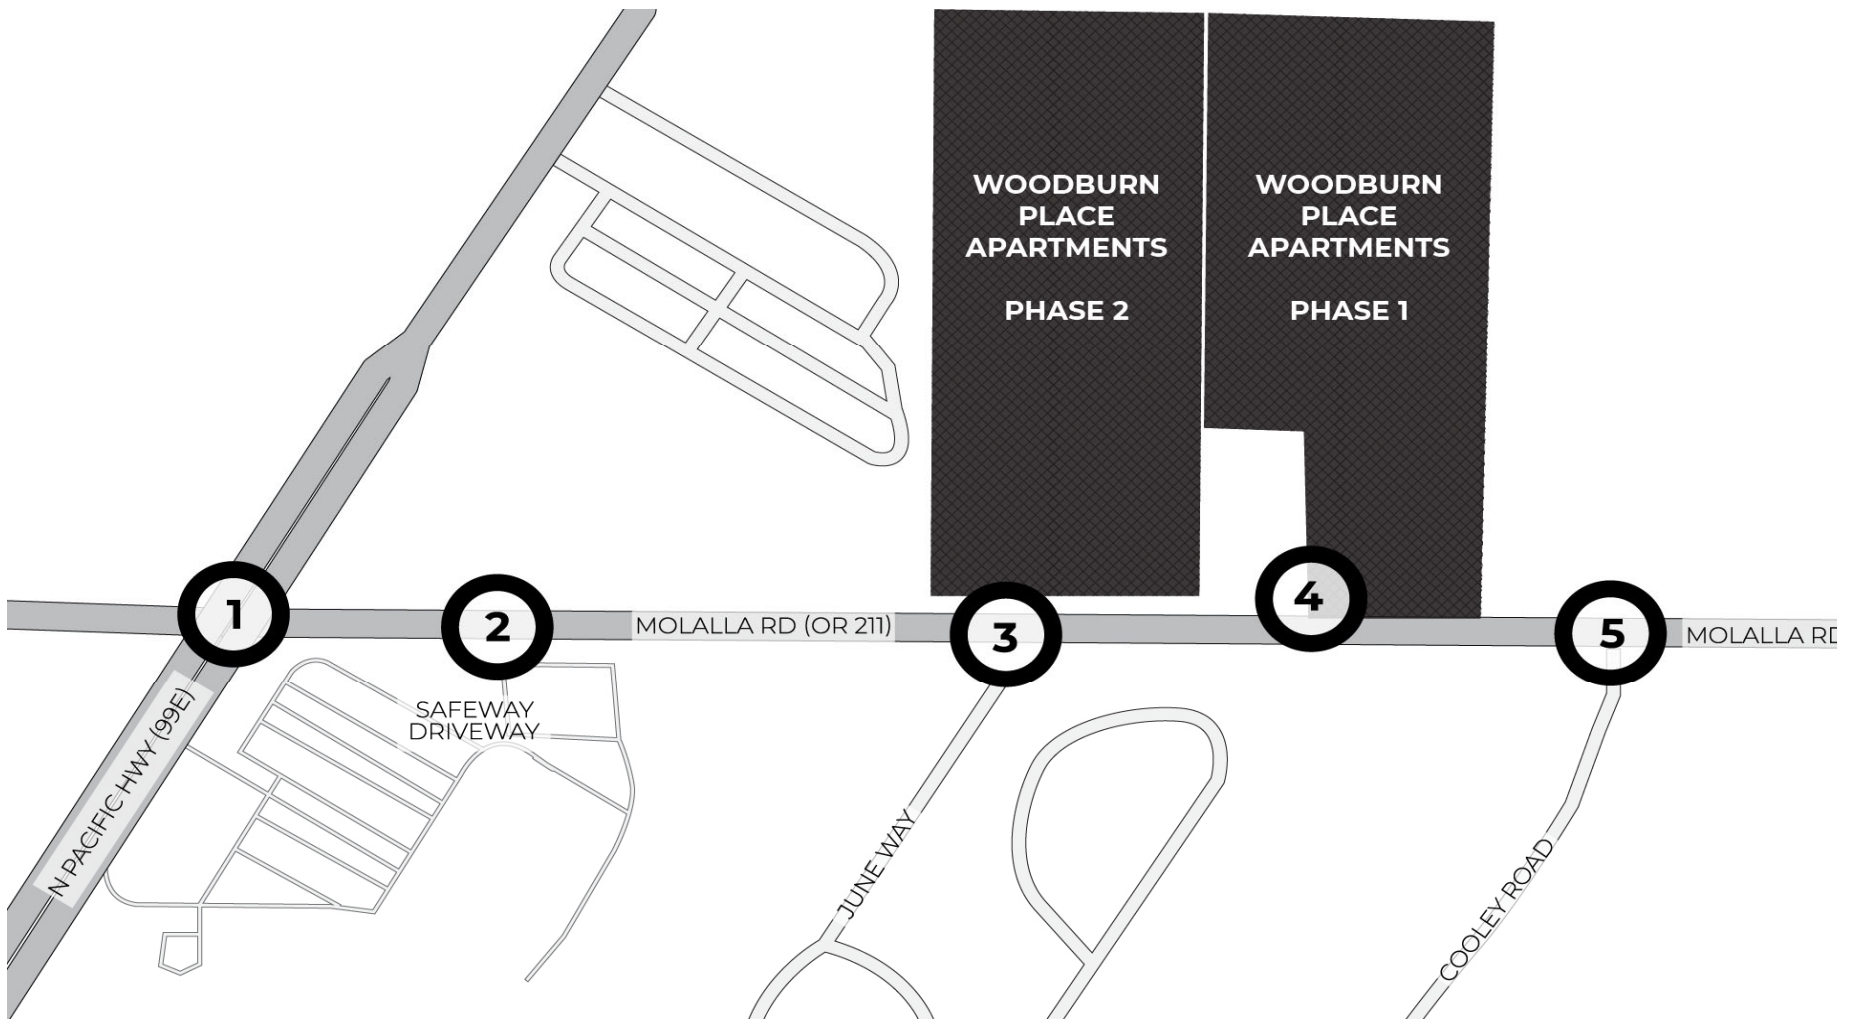 WOODBURN
PLACE
APARTMENTS
PHASE 2
WOODBURN
PLACE
APARTMENTS
PHASE 1
1
2
MOLALLA RD (OR 211)
3
4
5
MOLALLA RD
SAFEWAY
DRIVEWAY
N PACIFIC HWY (99E)
JUNE WAY
COOLEY ROAD